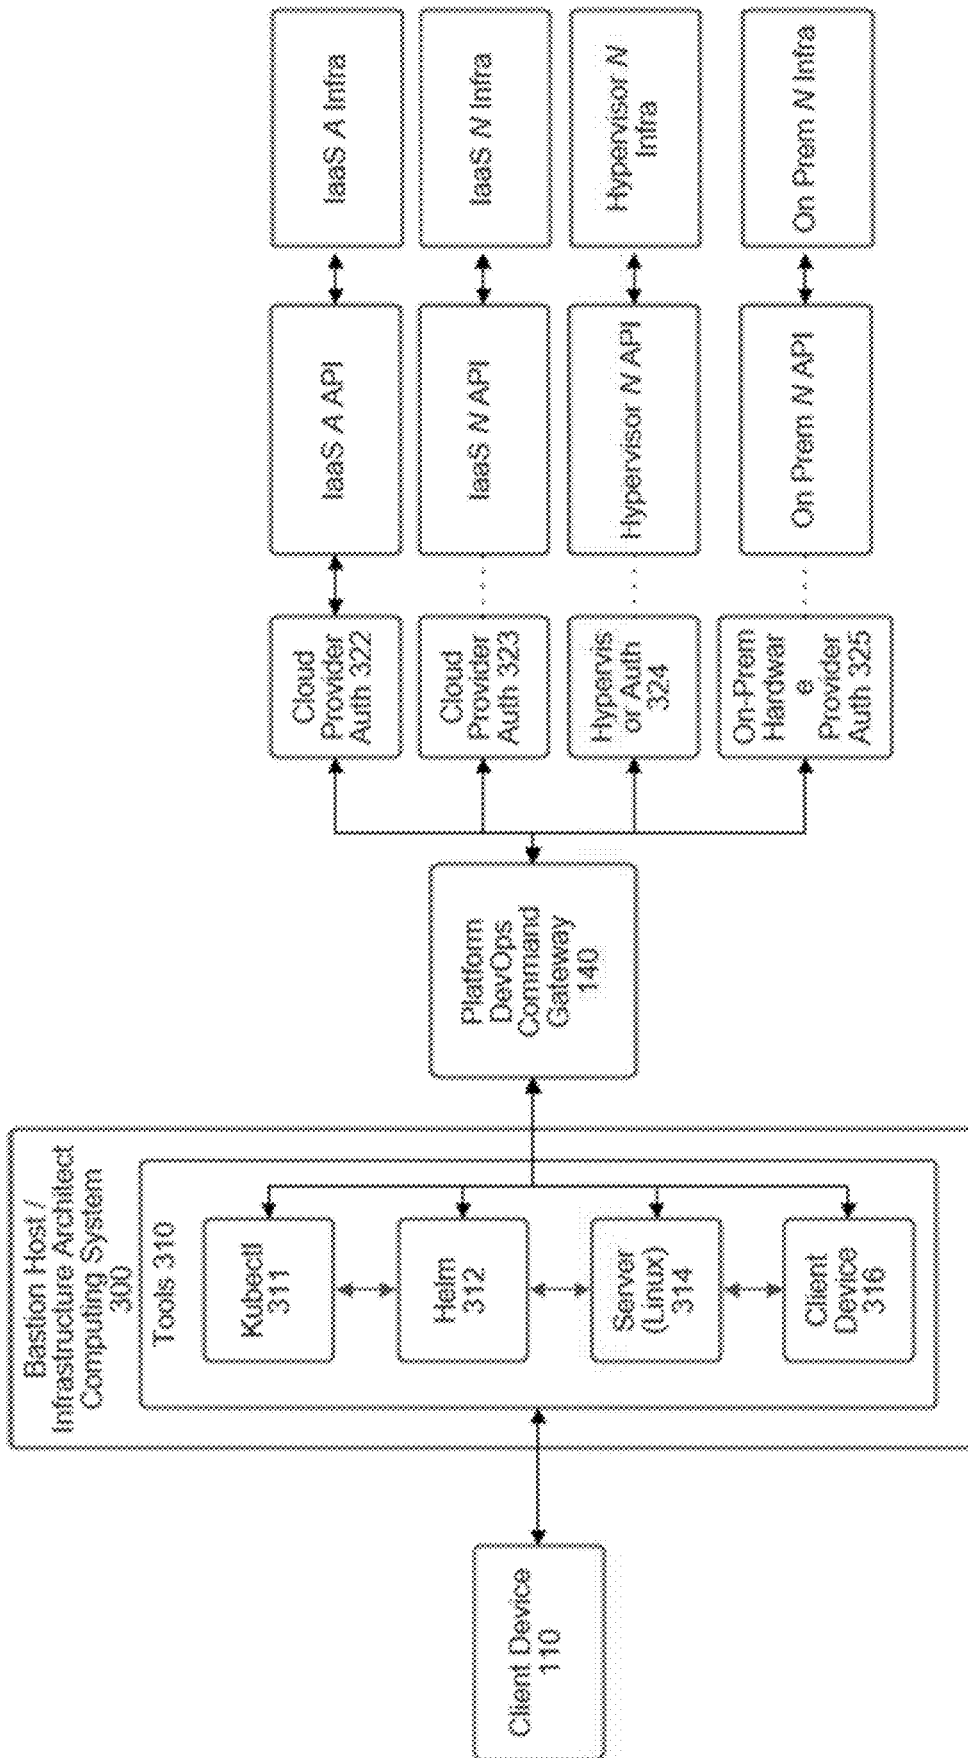 Client Device
110
Bastion Host /
Infrastructure Architect
Computing System
300
Tools 310
Kubectl
311
Helm
312
Server
(Linux)
314
Client
Device
316
Platform
DevOps
Command
Gateway
140
Cloud
Provider
Auth 322
IaaS A API
IaaS A Infra
Cloud
Provider
Auth 323
IaaS N API
IaaS N Infra
Hypervis
or Auth
324
Hypervisor N API
Hypervisor N
Infra
On-Prem
Hardwar
e
Provider
Auth 325
On Prem N API
On Prem N Infra